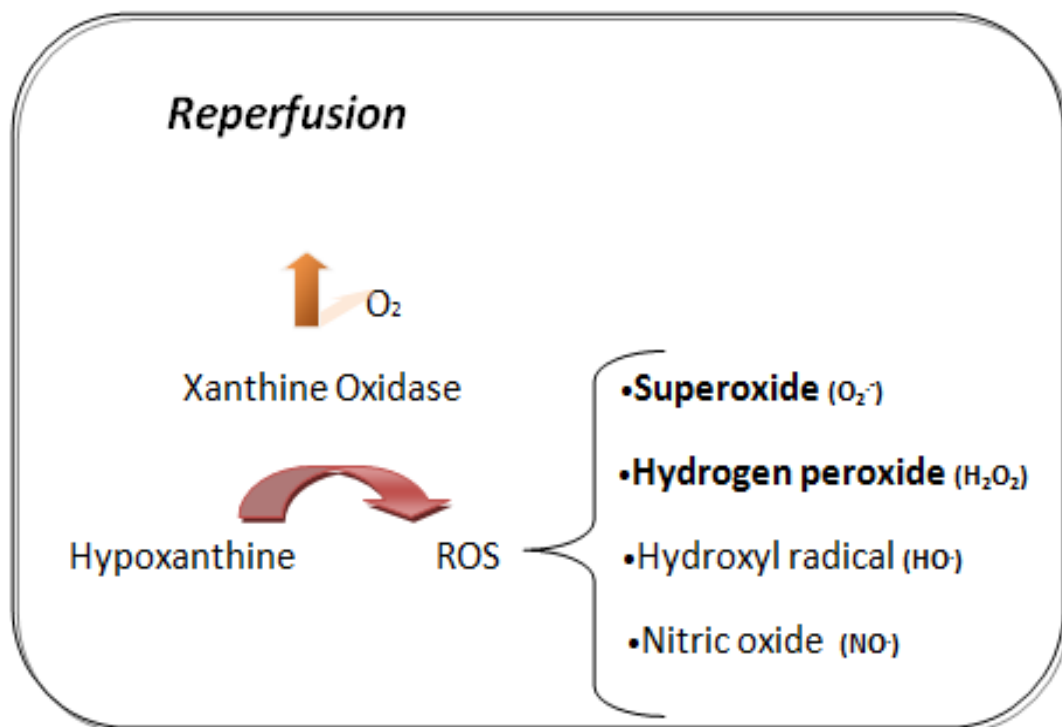 Reperfusion
O₂
Xanthine Oxidase
•Superoxide (O₂·⁻)
•Hydrogen peroxide (H₂O₂)
Hypoxanthine
ROS
•Hydroxyl radical (HO·)
•Nitric oxide (NO·)